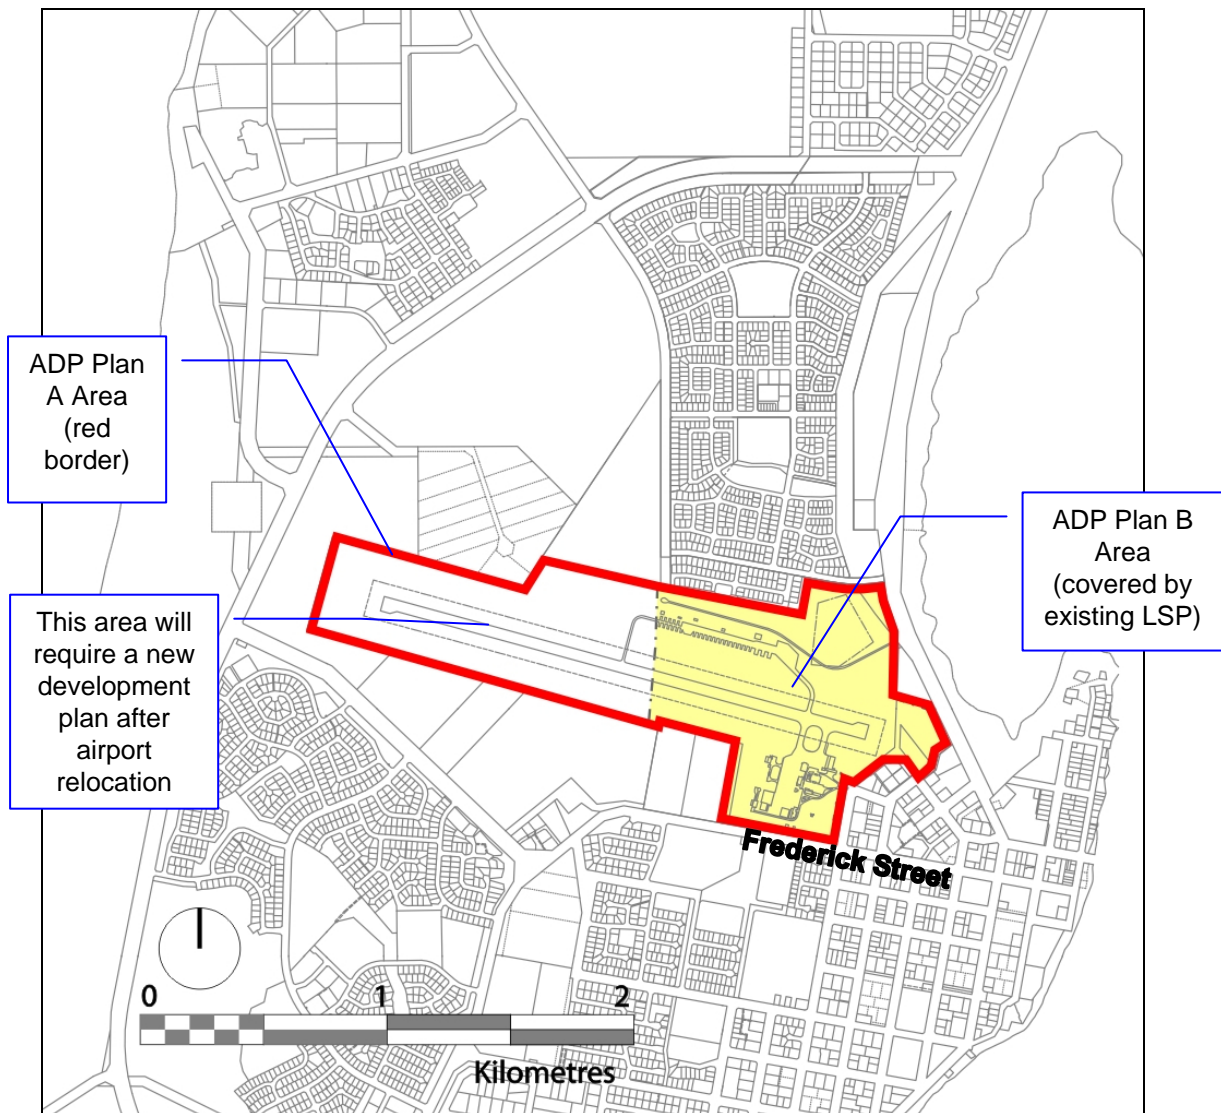 ADP Plan
A Area
(red
border)
ADP Plan B
Area
(covered by
existing LSP)
This area will
require a new
development
plan after
airport
relocation
Frederick Street
0 1 2
Kilometres